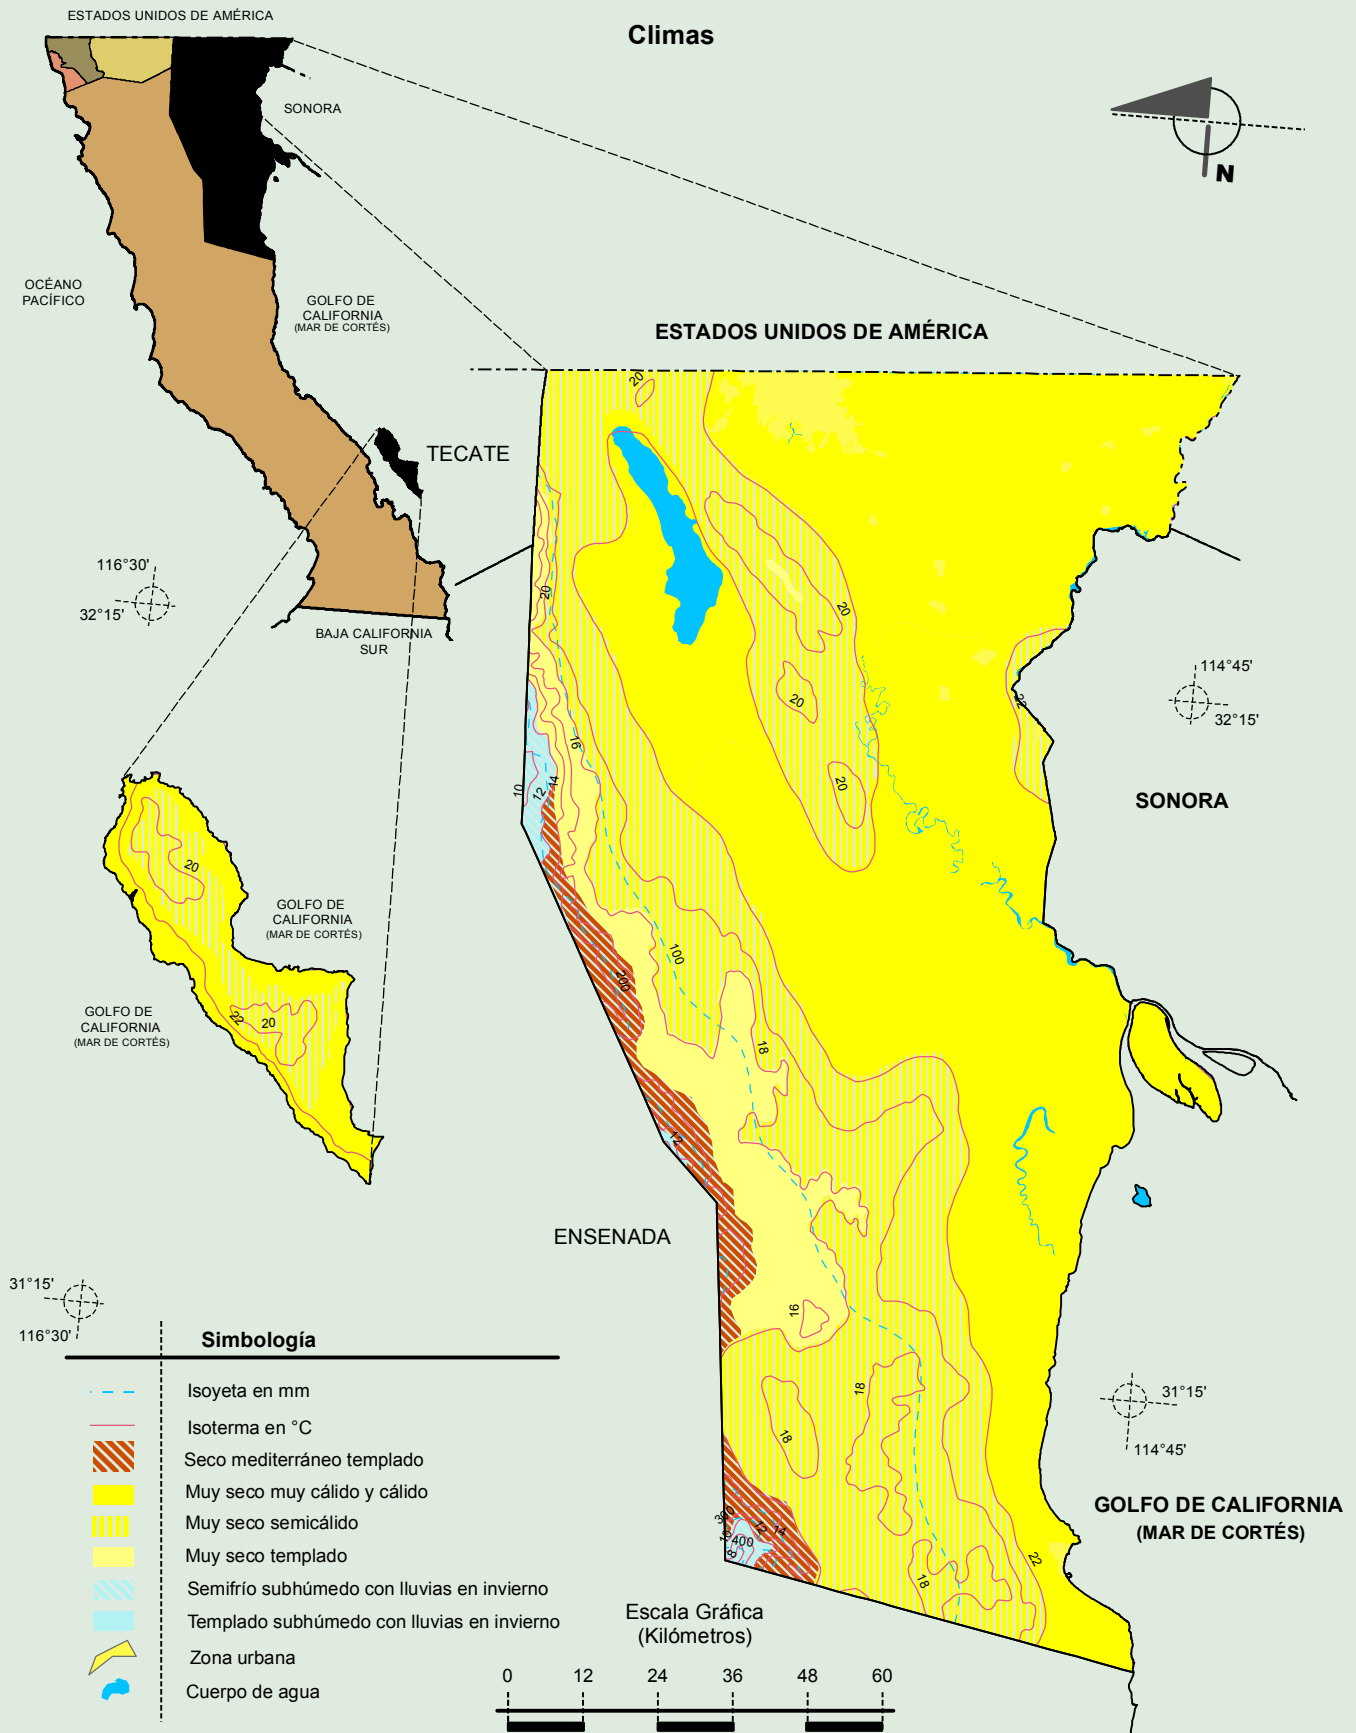 Climas
ESTADOS UNIDOS DE AMÉRICA
SONORA
N
OCÉANO
PACÍFICO
GOLFO DE
CALIFORNIA
(MAR DE CORTÉS)
ESTADOS UNIDOS DE AMÉRICA
TECATE
116°30'
32°15'
BAJA CALIFORNIA
SUR
114°45'
32°15'
SONORA
GOLFO DE
CALIFORNIA
(MAR DE CORTÉS)
GOLFO DE
CALIFORNIA
(MAR DE CORTÉS)
20
22
20
20
20
20
20
20
22
16
14
12
10
100
200
18
12
16
18
18
18
22
300
400
10
8
12
14
ENSENADA
31°15'
116°30'
31°15'
114°45'
GOLFO DE CALIFORNIA
(MAR DE CORTÉS)
Simbología
Isoyeta en mm
Isoterma en °C
Seco mediterráneo templado
Muy seco muy cálido y cálido
Muy seco semicálido
Muy seco templado
Semifrío subhúmedo con lluvias en invierno
Templado subhúmedo con lluvias en invierno
Zona urbana
Cuerpo de agua
Escala Gráfica
(Kilómetros)
0 12 24 36 48 60